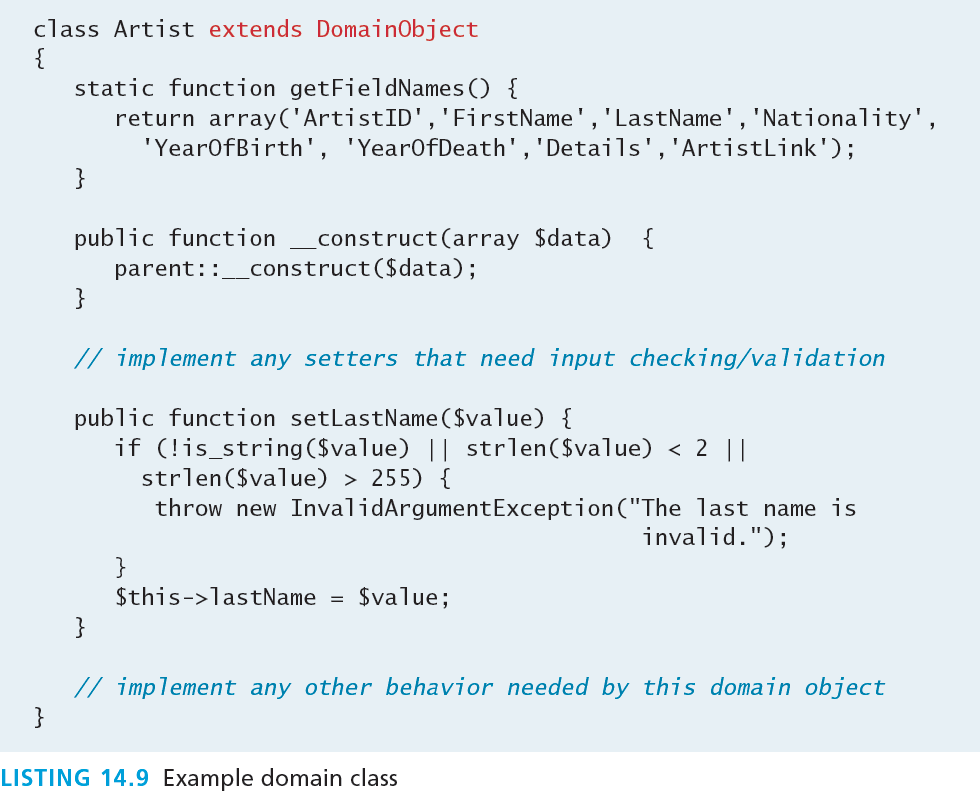 class Artist extends DomainObject
{
   static function getFieldNames() {
      return array('ArtistID','FirstName','LastName','Nationality',
        'YearOfBirth', 'YearOfDeath','Details','ArtistLink');
   }

   public function __construct(array $data)  {
      parent::__construct($data);
   }

   // implement any setters that need input checking/validation

   public function setLastName($value) {
      if (!is_string($value) || strlen($value) < 2 ||
        strlen($value) > 255) {
         throw new InvalidArgumentException("The last name is
                                             invalid.");
      }
      $this->lastName = $value;
   }

   // implement any other behavior needed by this domain object
}
LISTING 14.9 Example domain class